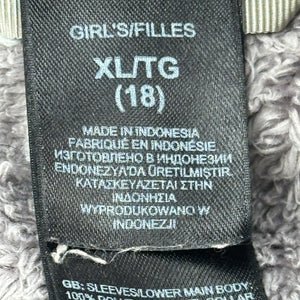 GIRL'S/FILLES
XL/TG
(18)
MADE IN INDONESIA
FABRIQUÉ EN INDONÉSIE
ИЗГОТОВЛЕНО В ИНДОНЕЗИИ
ENDONEZYA'DA ÜRETILMIŞTIR.
ΚΑΤΑΣΚΕΥΑΖΕΤΑΙ ΣΤΗΝ
ΙΝΔΟΝΗΣΙΑ
WYPRODUKOWANO W
INDONEZJI
GB: SLEEVES/LOWER MAIN BODY:
100%